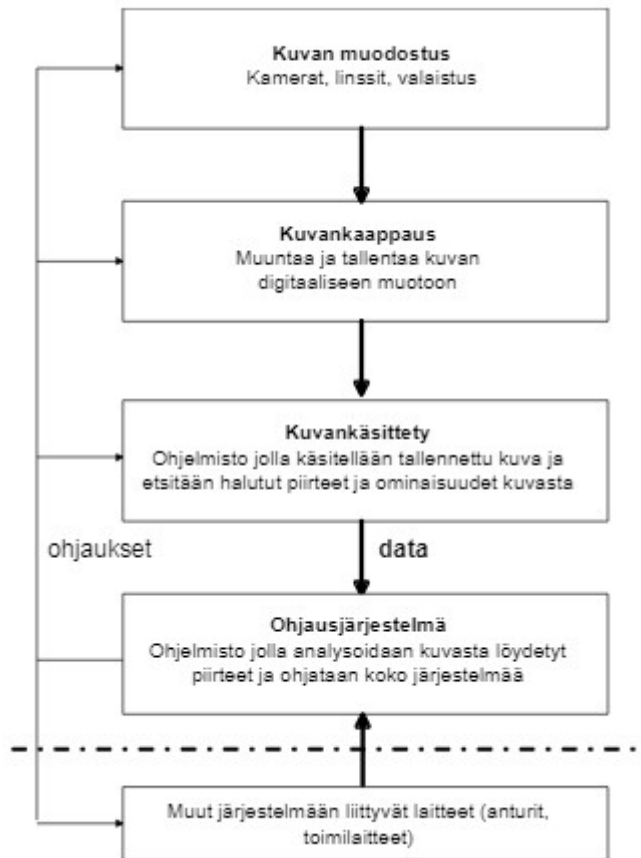 Kuvan muodostus
Kamerat, linssit, valaistus
Kuvankaappaus
Muuntaa ja tallentaa kuvan
digitaaliseen muotoon
Kuvankäsittety
Ohjelmisto jolla käsitellään tallennettu kuva ja
etsitään halutut piirteet ja ominaisuudet kuvasta
ohjaukset
data
Ohjausjärjestelmä
Ohjelmisto jolla analysoidaan kuvasta löydetyt
piirteet ja ohjataan koko järjestelmää
Muut järjestelmään liittyvät laitteet (anturit,
toimilaitteet)